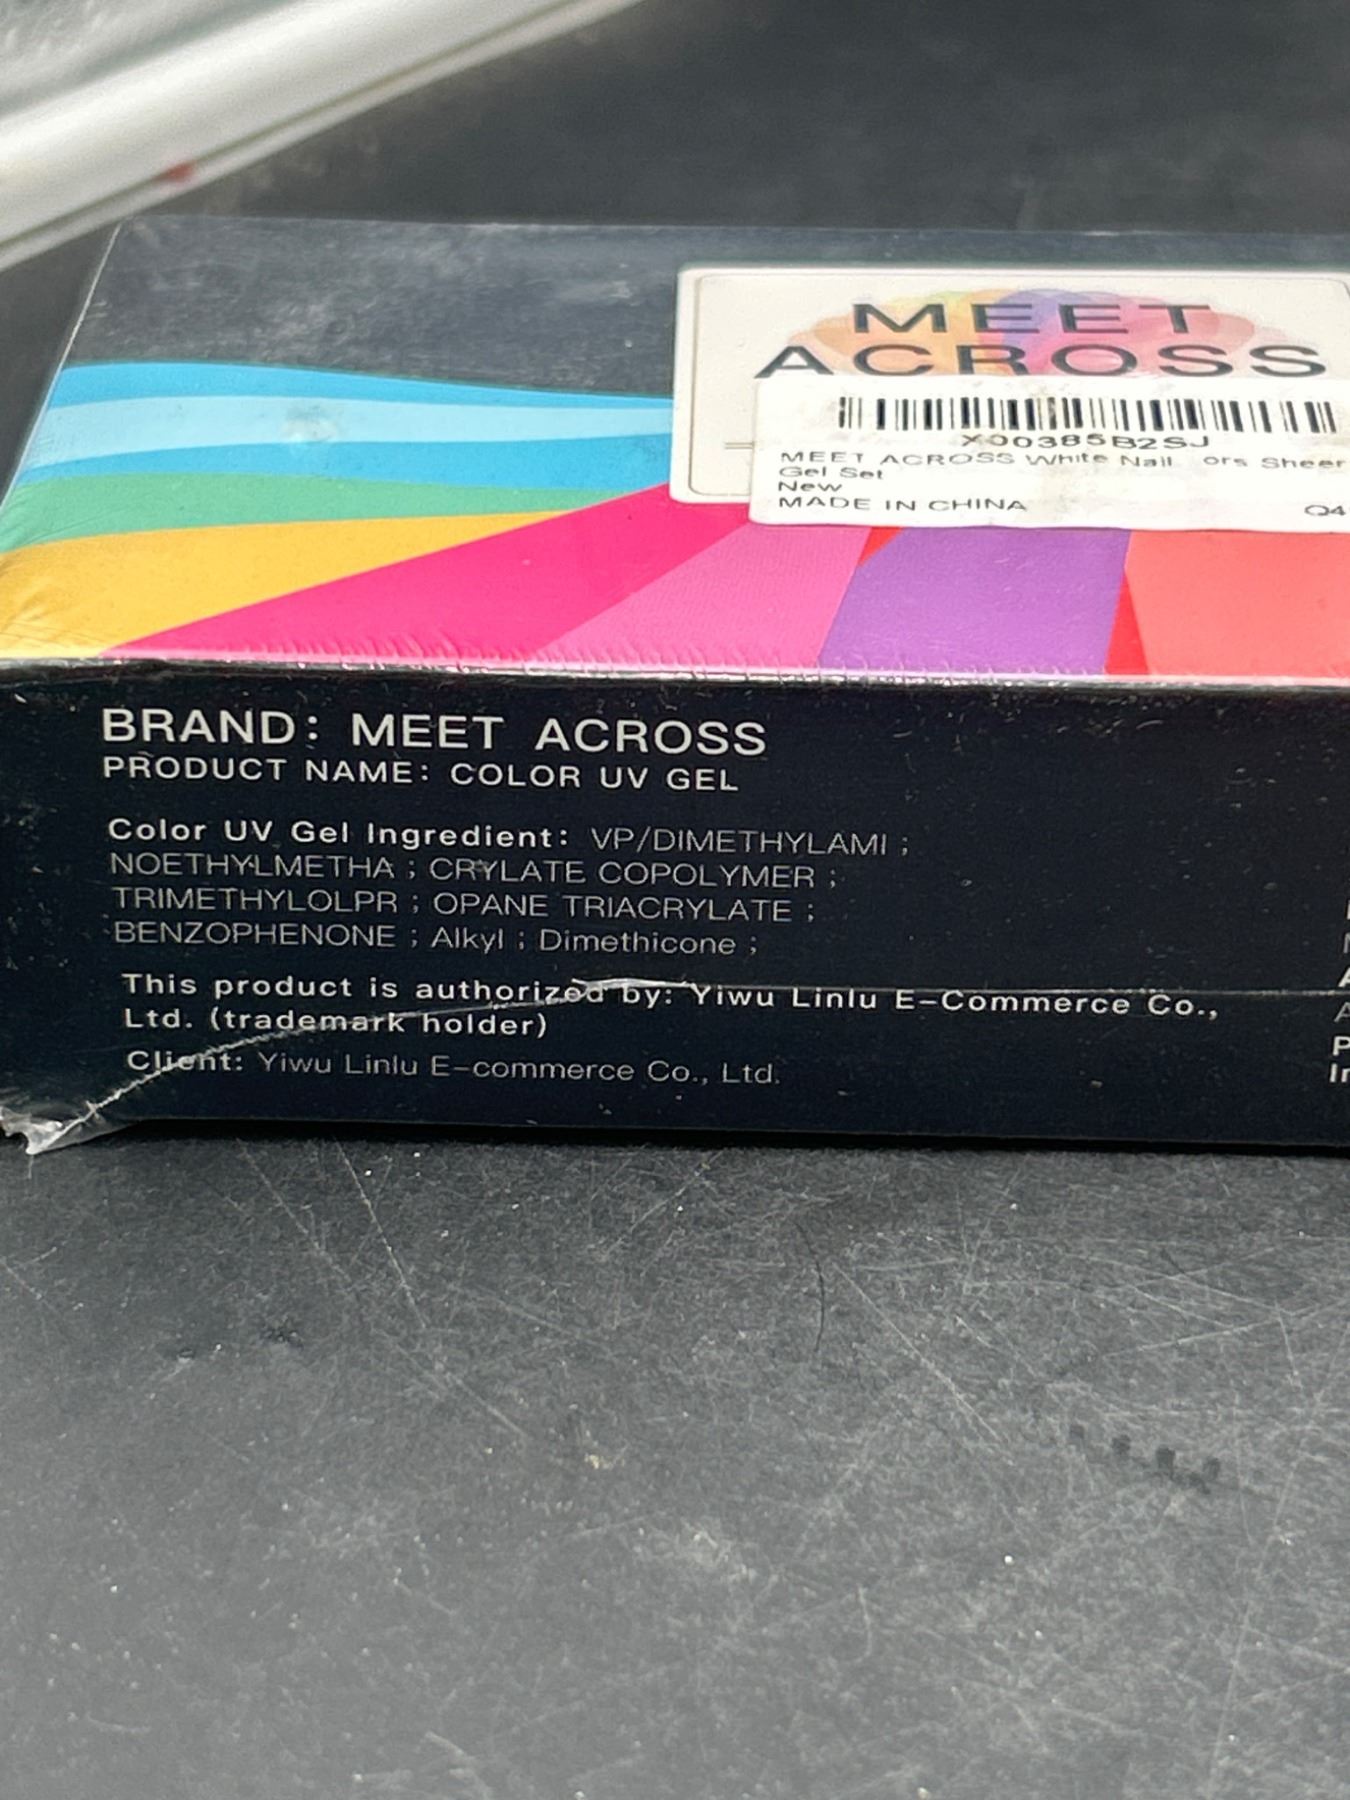 MEET
ACROSS
X00385B2SJ
MEET ACROSS White Nail ors Sheer
Gel Set
New
MADE IN CHINA Q4
BRAND: MEET ACROSS
PRODUCT NAME: COLOR UV GEL
Color UV Gel Ingredient: VP/DIMETHYLAMI ;
NOETHYLMETHA ; CRYLATE COPOLYMER ;
TRIMETHYLOLPR ; OPANE TRIACRYLATE ;
BENZOPHENONE ; Alkyl ; Dimethicone ;
This product is authorized by: Yiwu Linlu E-Commerce Co.,
Ltd. (trademark holder)
Client: Yiwu Linlu E-commerce Co., Ltd.